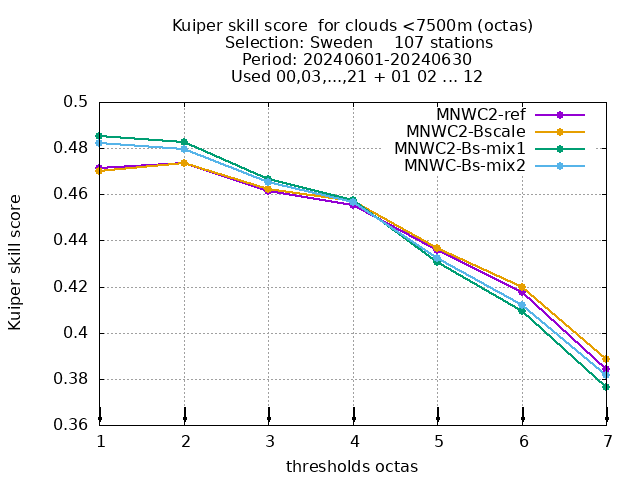 Kuiper skill score  for clouds <7500m (octas)
Selection: Sweden    107 stations
Period: 20240601-20240630
Used 00,03,...,21 + 01 02 ... 12
MNWC2-ref
MNWC2-Bscale
MNWC2-Bs-mix1
MNWC-Bs-mix2
Kuiper skill score
0.5
0.48
0.46
0.44
0.42
0.4
0.38
0.36
1 2 3 4 5 6 7
thresholds octas